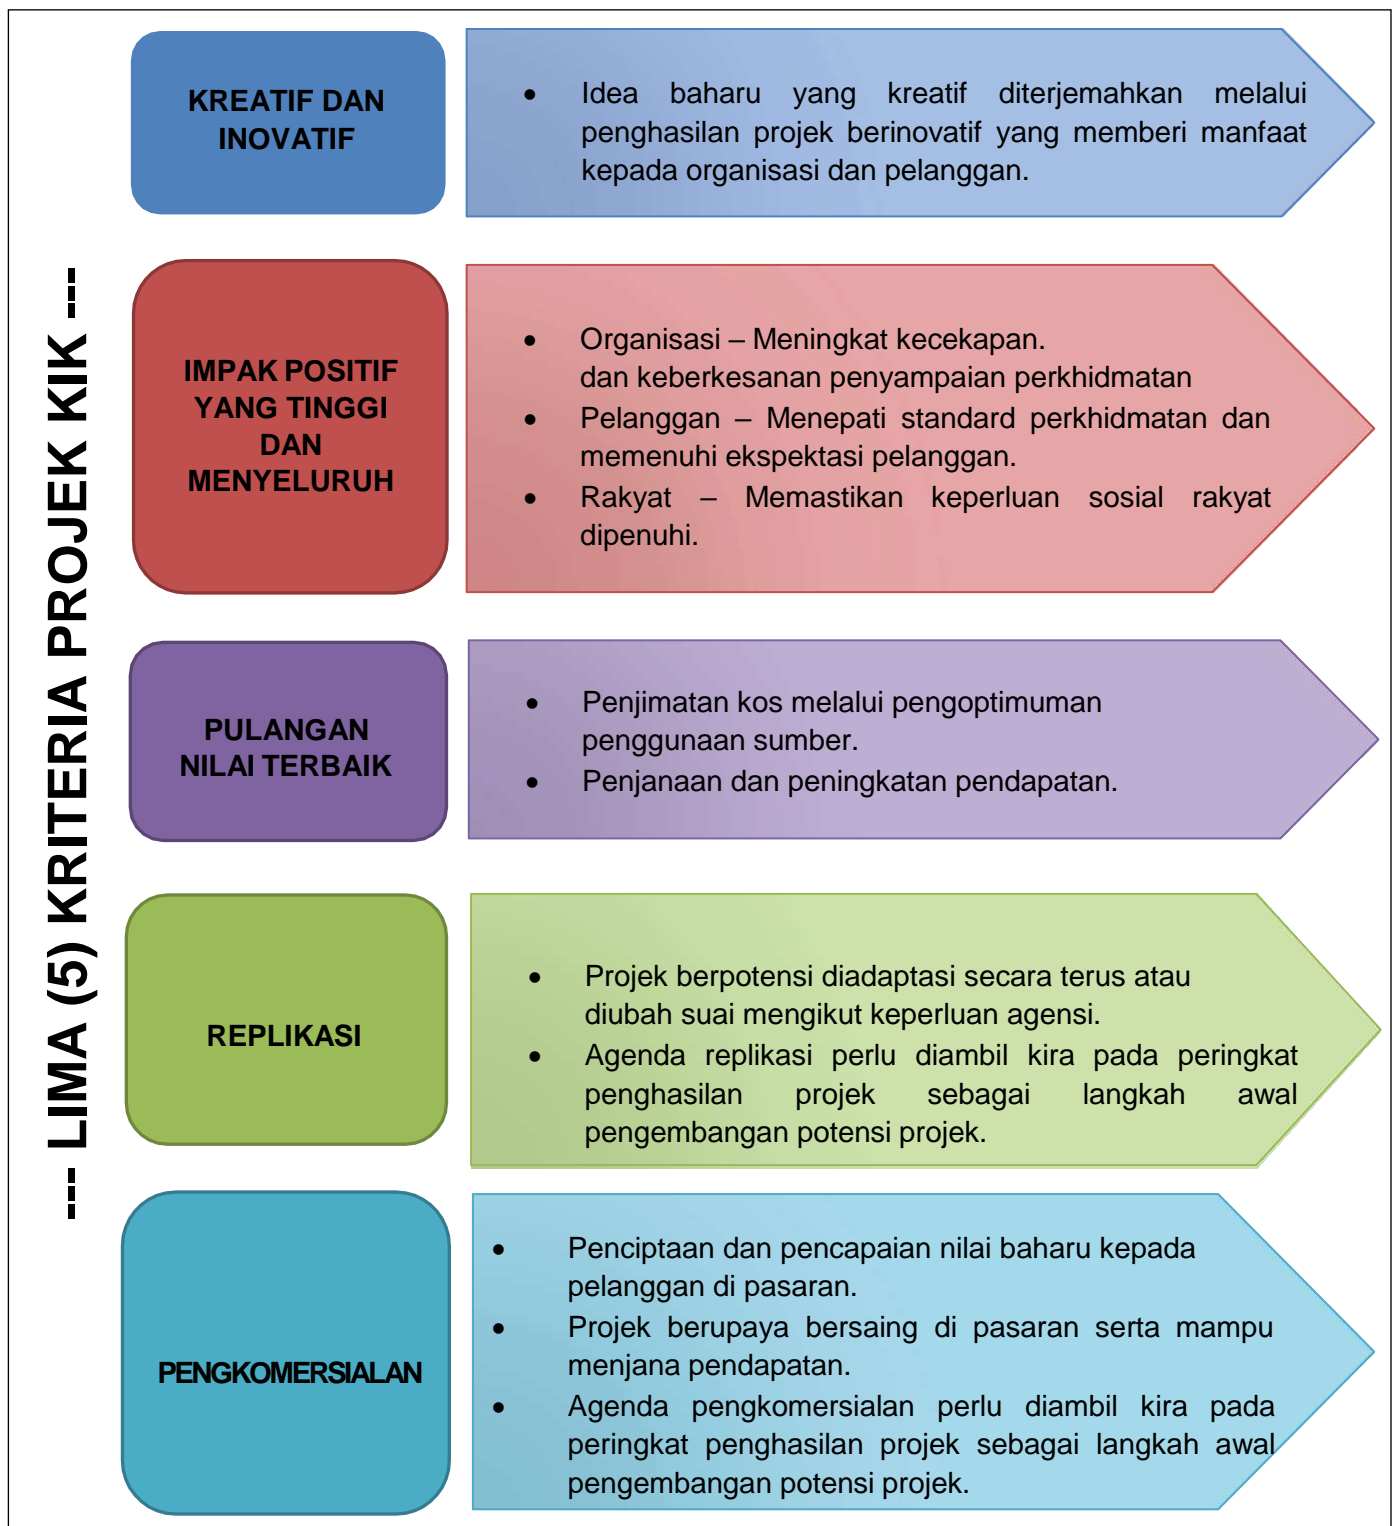 --- LIMA (5) KRITERIA PROJEK KIK ---
KREATIF DAN
INOVATIF
• Idea baharu yang kreatif diterjemahkan melalui
penghasilan projek berinovatif yang memberi manfaat
kepada organisasi dan pelanggan.
IMPAK POSITIF
YANG TINGGI
DAN
MENYELURUH
• Organisasi – Meningkat kecekapan.
dan keberkesanan penyampaian perkhidmatan
• Pelanggan – Menepati standard perkhidmatan dan
memenuhi ekspektasi pelanggan.
• Rakyat – Memastikan keperluan sosial rakyat
dipenuhi.
PULANGAN
NILAI TERBAIK
• Penjimatan kos melalui pengoptimuman
penggunaan sumber.
• Penjanaan dan peningkatan pendapatan.
REPLIKASI
• Projek berpotensi diadaptasi secara terus atau
diubah suai mengikut keperluan agensi.
• Agenda replikasi perlu diambil kira pada peringkat
penghasilan projek sebagai langkah awal
pengembangan potensi projek.
PENGKOMERSIALAN
• Penciptaan dan pencapaian nilai baharu kepada
pelanggan di pasaran.
• Projek berupaya bersaing di pasaran serta mampu
menjana pendapatan.
• Agenda pengkomersialan perlu diambil kira pada
peringkat penghasilan projek sebagai langkah awal
pengembangan potensi projek.